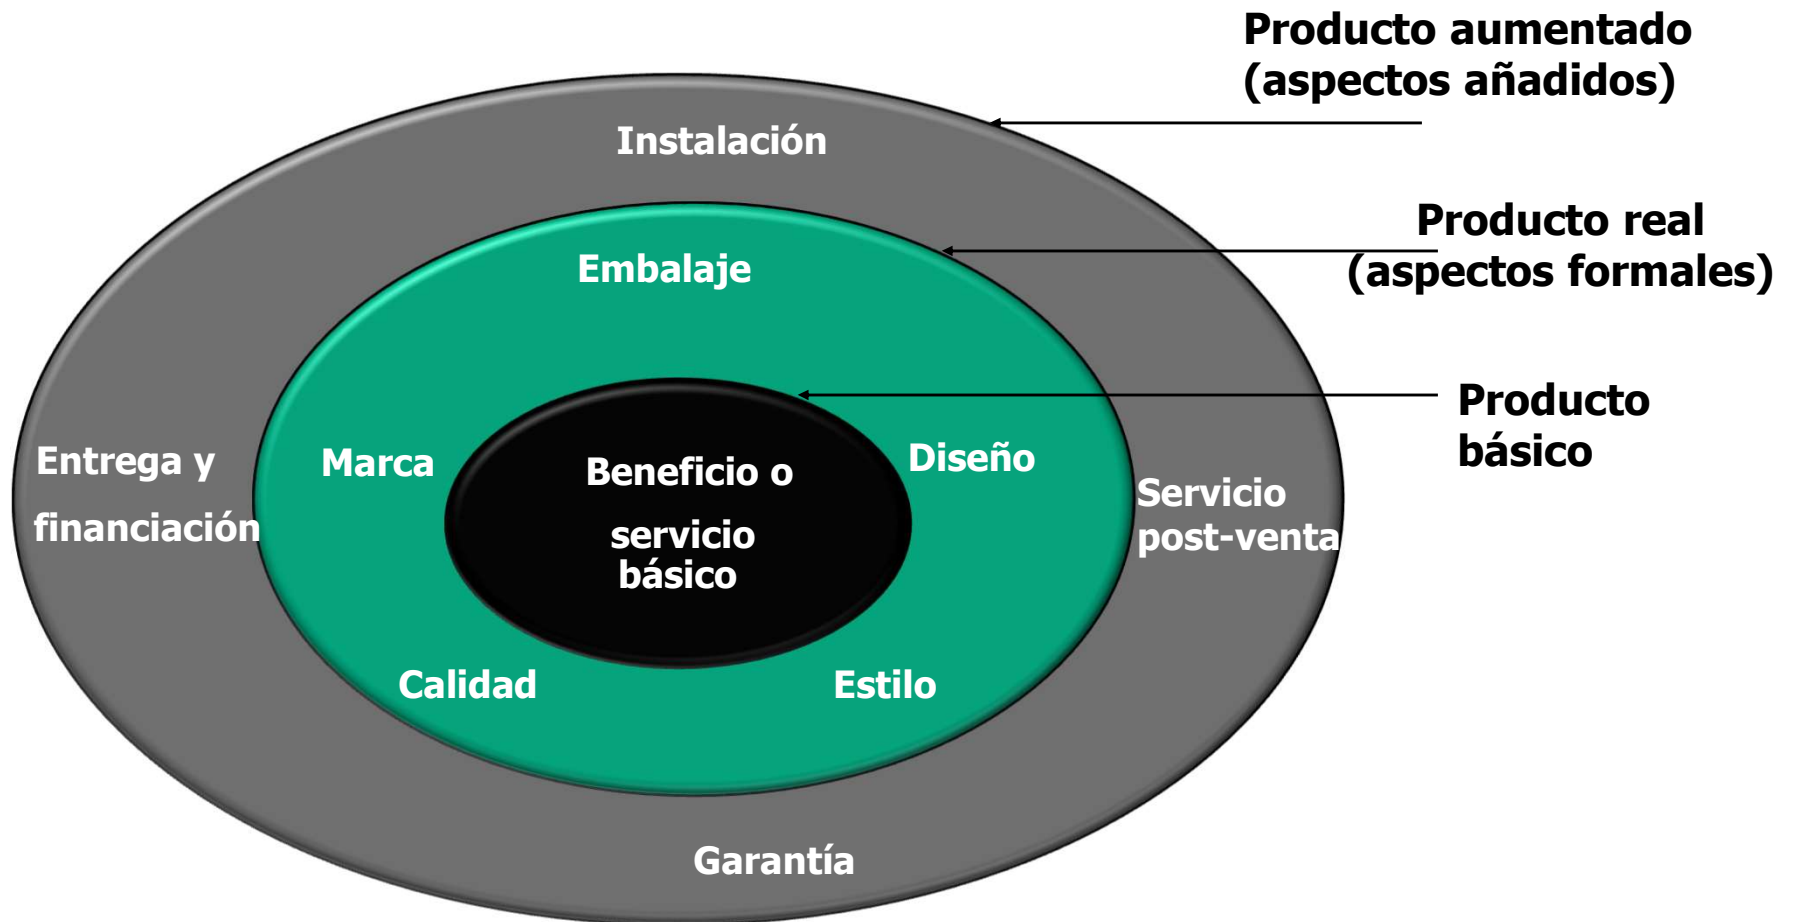 Producto aumentado
(aspectos añadidos)
Instalación
Producto real
(aspectos formales)
Embalaje
Producto
básico
Entrega y
financiación
Marca
Beneficio o
servicio
básico
Diseño
Servicio
post-venta
Calidad
Estilo
Garantía